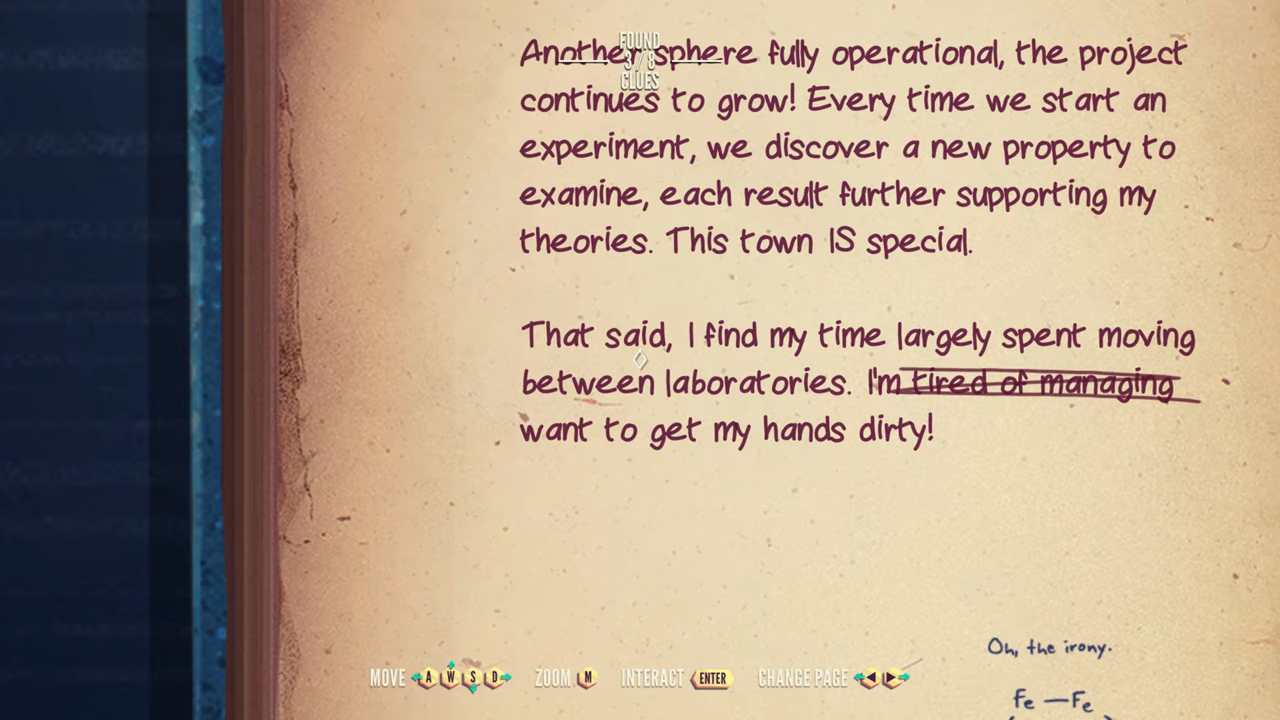 FOUND
3 / 8
CLUES
Another sphere fully operational, the project
continues to grow! Every time we start an
experiment, we discover a new property to
examine, each result further supporting my
theories. This town IS special.
That said, I find my time largely spent moving
between laboratories. I'm tired of managing
want to get my hands dirty!
Oh, the irony.
Fe — Fe
MOVE A W S D ZOOM M INTERACT ENTER CHANGE PAGE